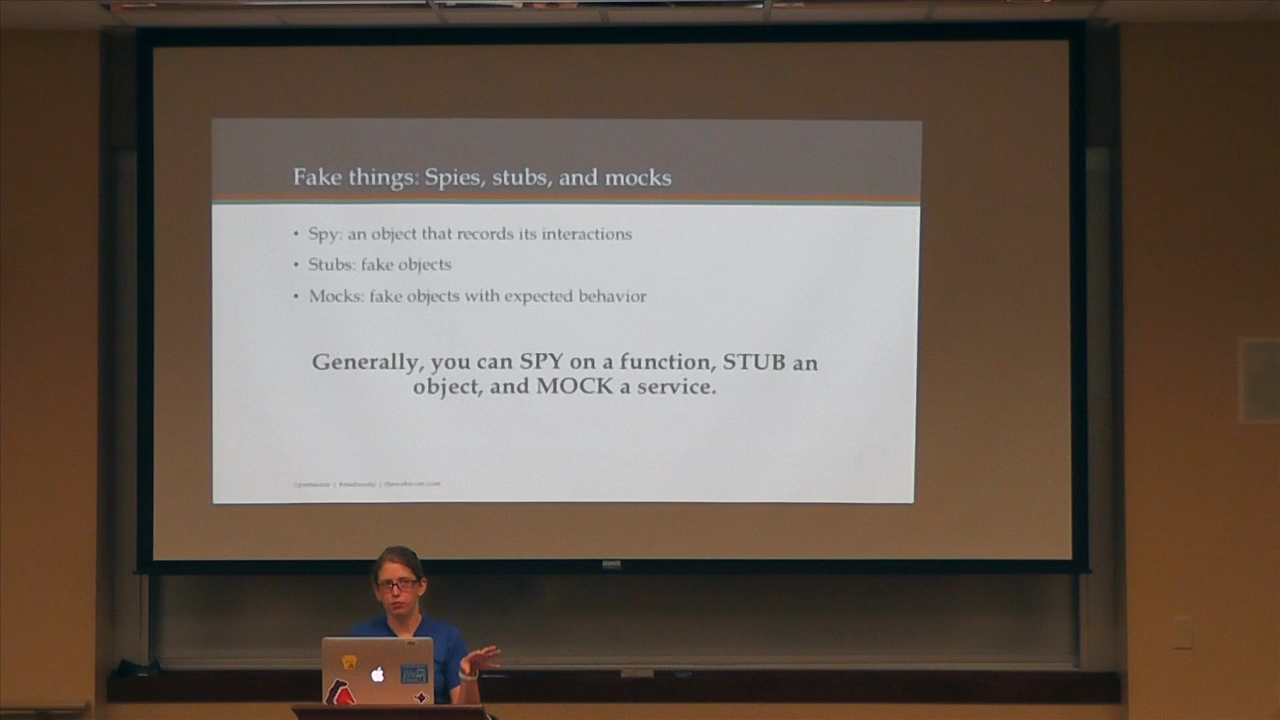 Fake things: Spies, stubs, and mocks
• Spy: an object that records its interactions
• Stubs: fake objects
• Mocks: fake objects with expected behavior
Generally, you can SPY on a function, STUB an
object, and MOCK a service.